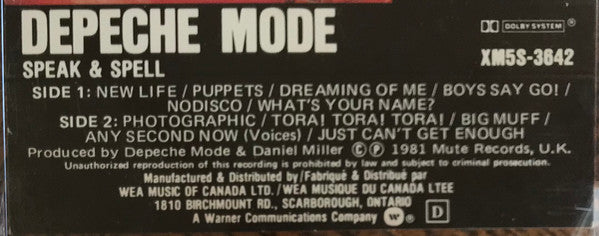 DEPECHE MODE
DOLBY SYSTEM ®
SPEAK & SPELL
XM5S-3642
SIDE 1: NEW LIFE / PUPPETS / DREAMING OF ME / BOYS SAY GO! /
NODISCO / WHAT'S YOUR NAME?
SIDE 2: PHOTOGRAPHIC / TORA! TORA! TORA! / BIG MUFF /
ANY SECOND NOW (Voices) / JUST CAN'T GET ENOUGH
Produced by Depeche Mode & Daniel Miller © ℗ 1981 Mute Records, U.K.
Unauthorized reproduction of this recording is prohibited by law and subject to criminal prosecution.
Manufactured & Distributed by/Fabriqué & Distribué par
WEA MUSIC OF CANADA LTD. / WEA MUSIQUE DU CANADA LTEE
1810 BIRCHMOUNT RD., SCARBOROUGH, ONTARIO
A Warner Communications Company W ® D